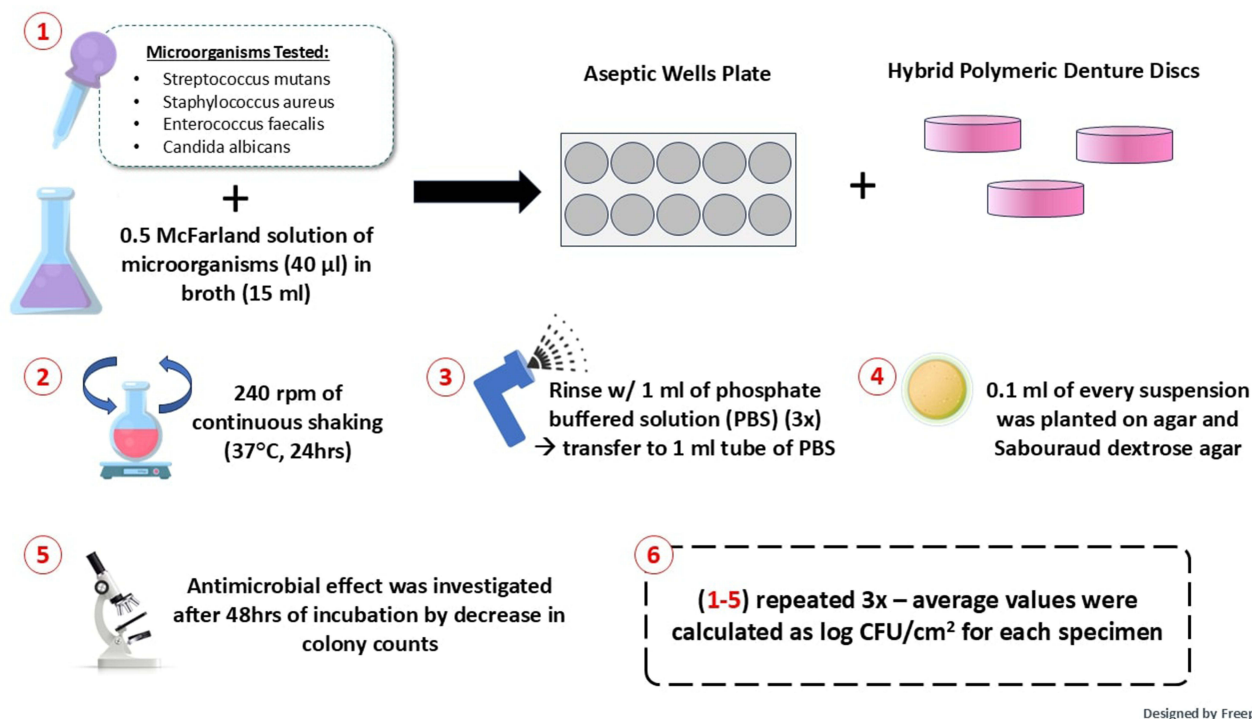 1
Microorganisms Tested:
• Streptococcus mutans
• Staphylococcus aureus
• Enterococcus faecalis
• Candida albicans
+
0.5 McFarland solution of
microorganisms (40 µl) in
broth (15 ml)
Aseptic Wells Plate
+
Hybrid Polymeric Denture Discs
2
240 rpm of
continuous shaking
(37°C, 24hrs)
3
Rinse w/ 1 ml of phosphate
buffered solution (PBS) (3x)
→ transfer to 1 ml tube of PBS
4
0.1 ml of every suspension
was planted on agar and
Sabouraud dextrose agar
5
Antimicrobial effect was investigated
after 48hrs of incubation by decrease in
colony counts
6
(1-5) repeated 3x – average values were
calculated as log CFU/cm² for each specimen
Designed by Freep